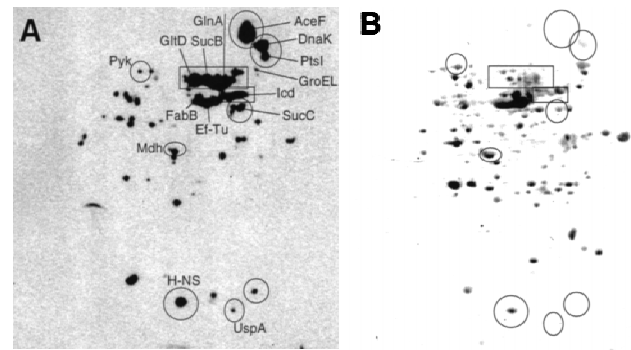 A
B
GlnA
AceF
GltD SucB
DnaK
Pyk
PtsI
GroEL
Icd
FabB
SucC
Ef-Tu
Mdh
H-NS
UspA